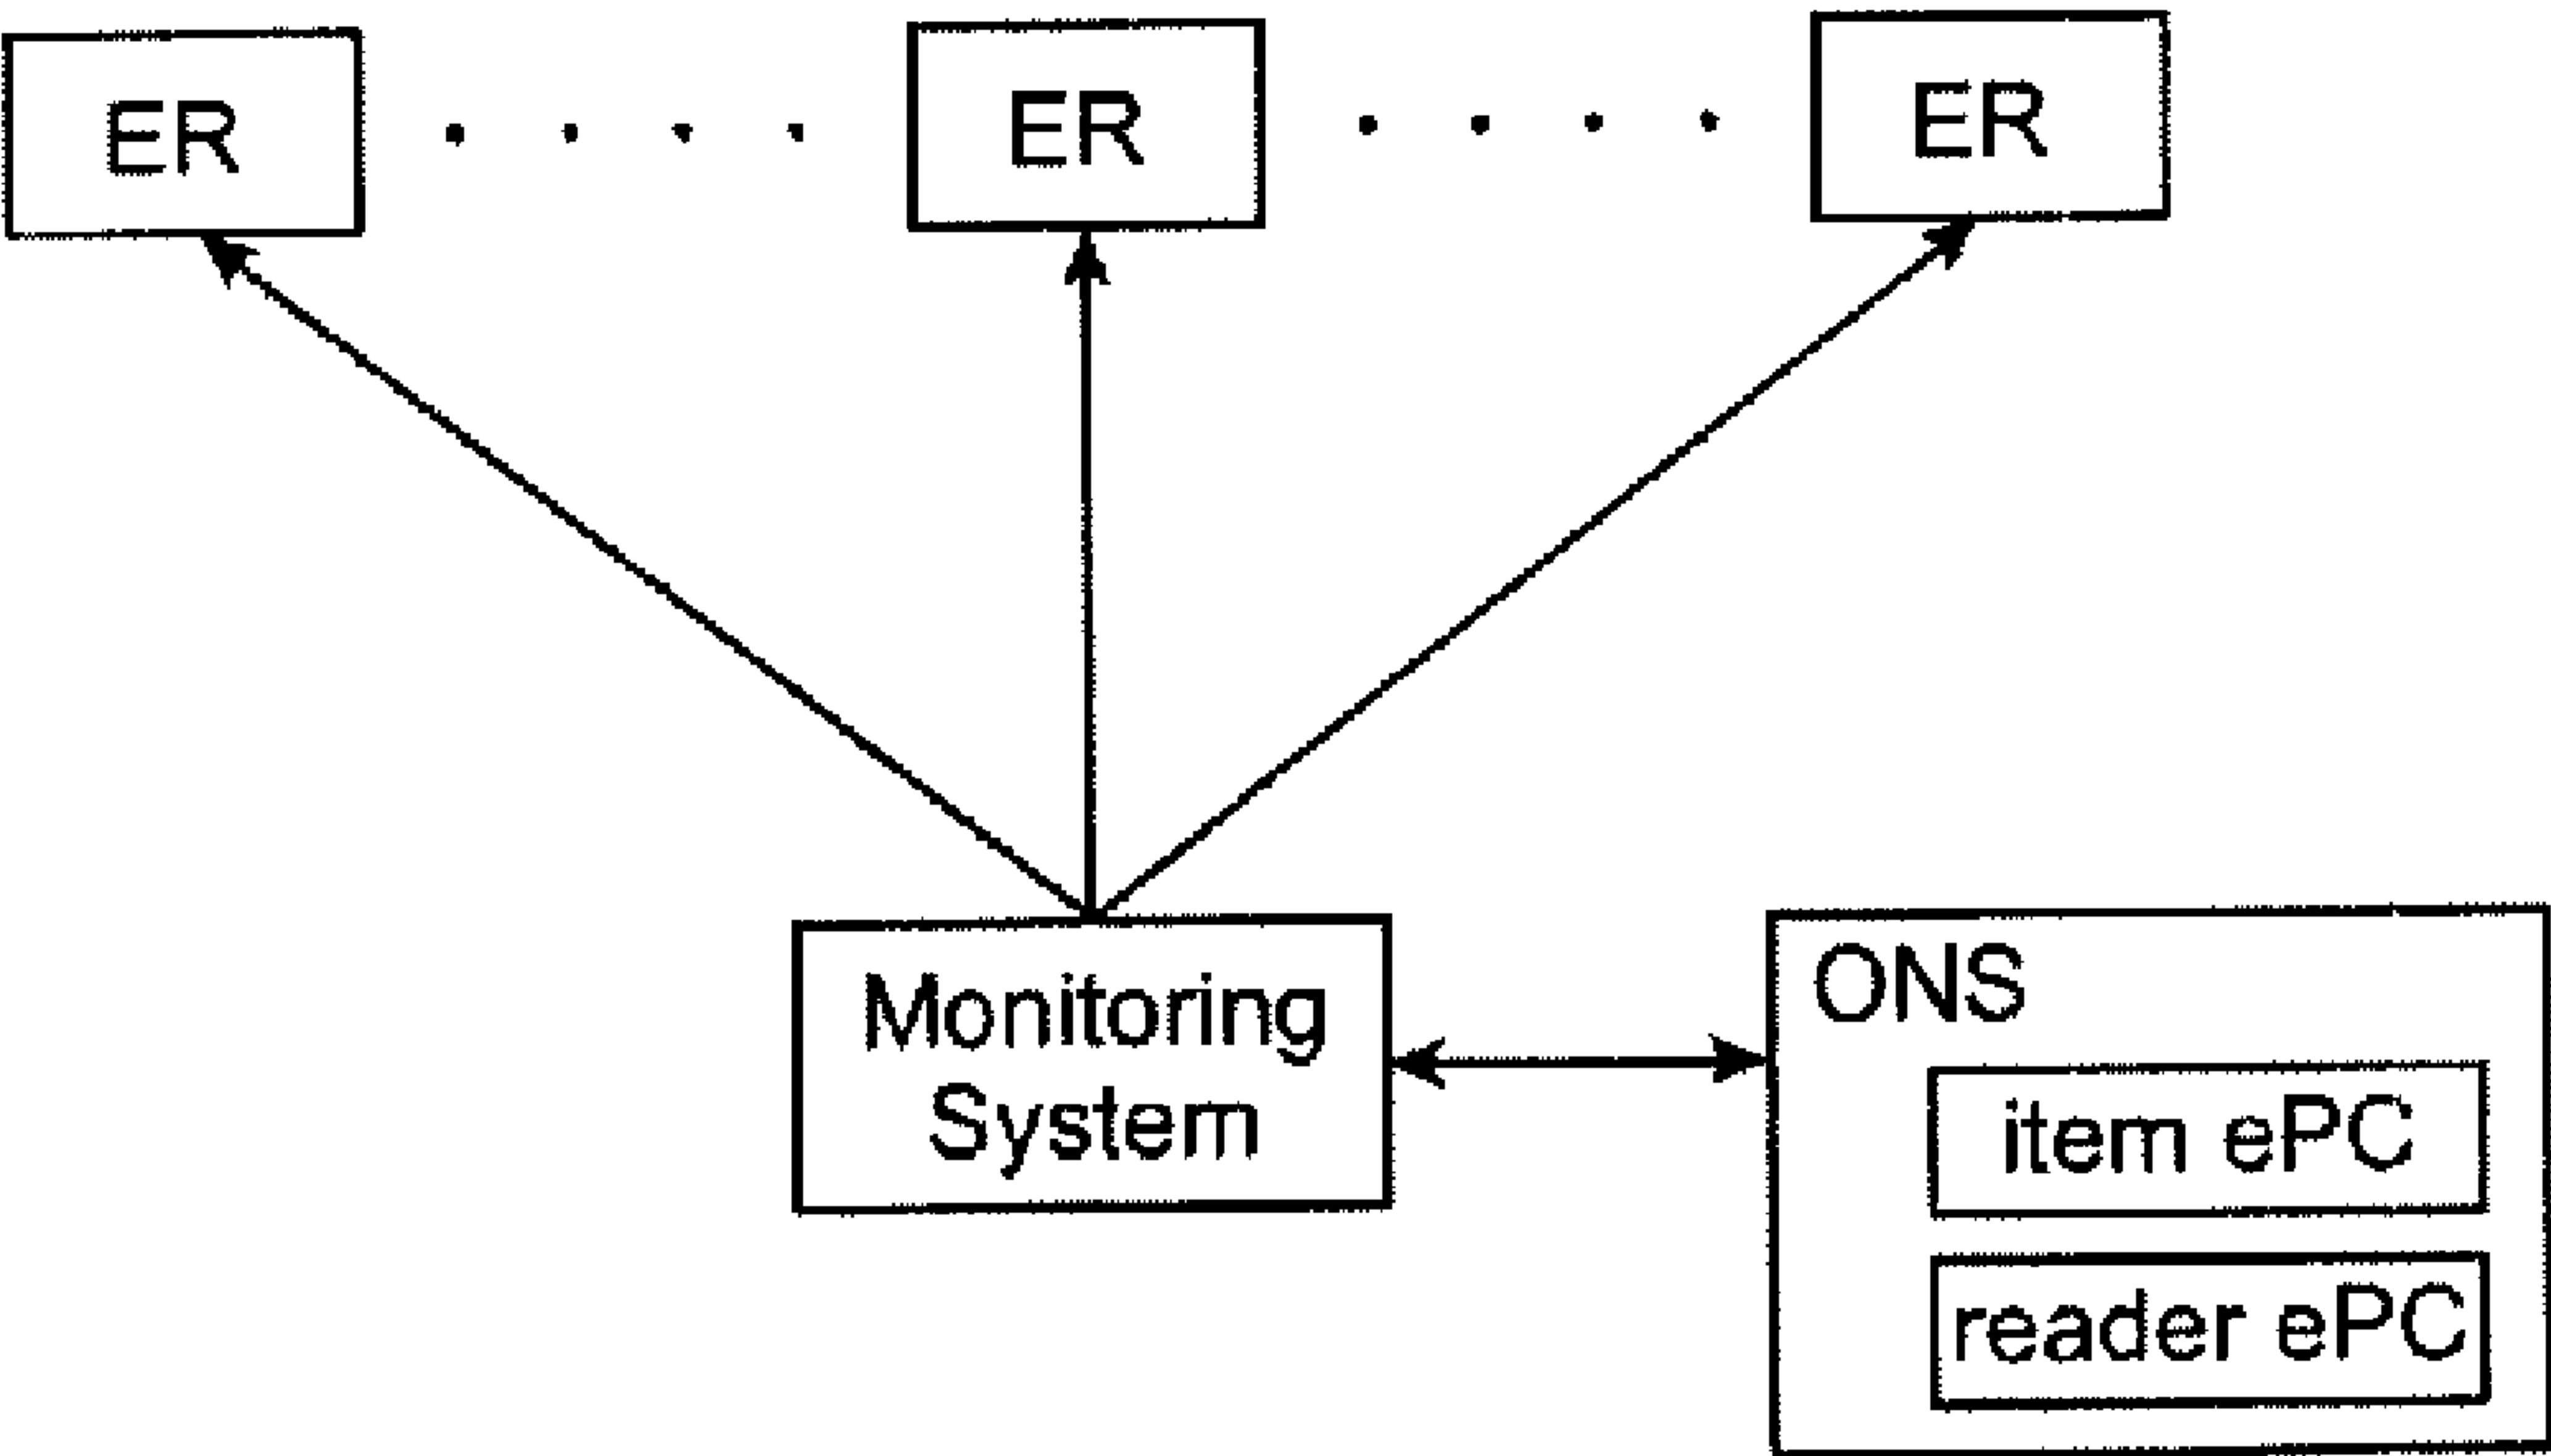 ER
ER
ER
Monitoring
System
ONS
item ePC
reader ePC